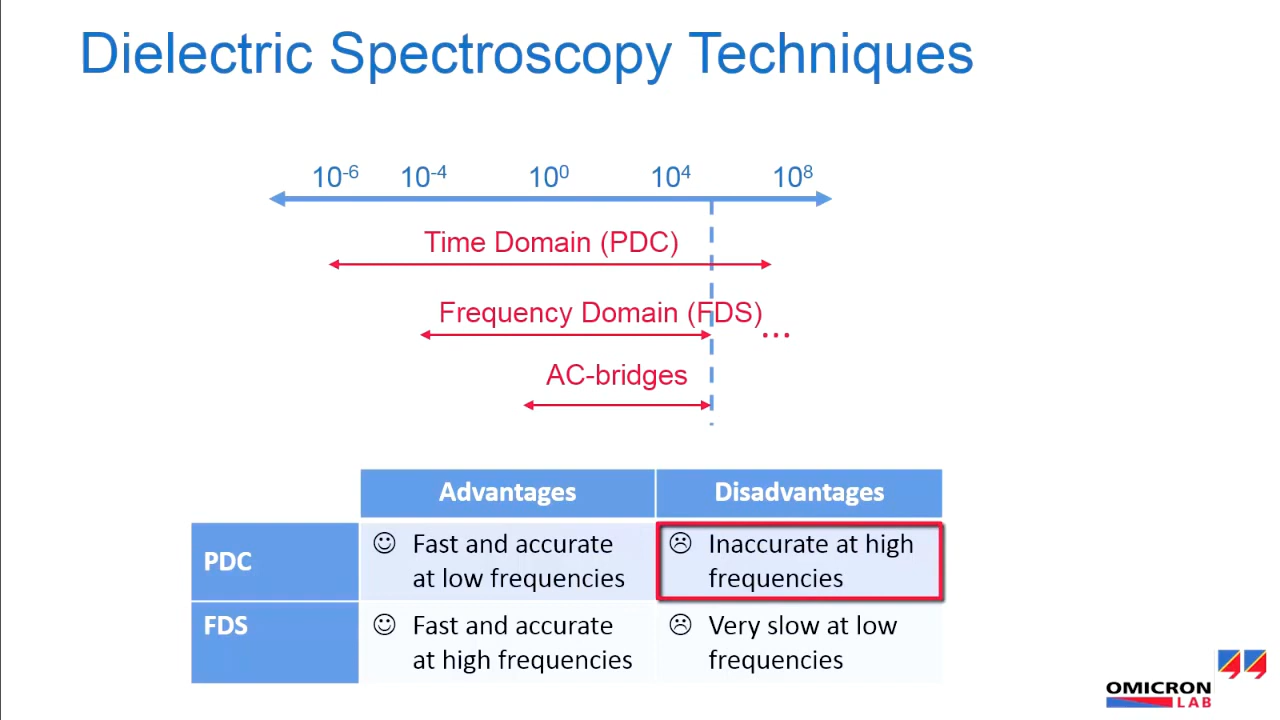 Dielectric Spectroscopy Techniques
10⁻⁶ 10⁻⁴ 10⁰ 10⁴ 10⁸
Time Domain (PDC)
Frequency Domain (FDS)
...
AC-bridges
Advantages Disadvantages
PDC
☺ Fast and accurate
at low frequencies
☹ Inaccurate at high
frequencies
FDS
☺ Fast and accurate
at high frequencies
☹ Very slow at low
frequencies
OMICRON
LAB